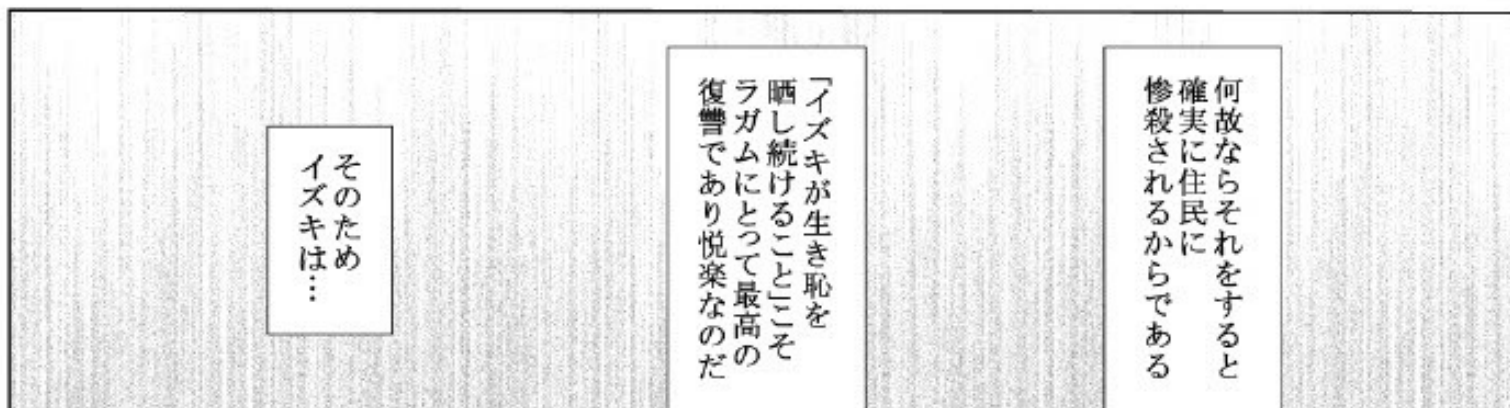 何故ならそれをすると
確実に住民に
惨殺されるからである
「イズキが生き恥を
晒し続けること」こそ
ラガムにとって最高の
復讐であり悦楽なのだ
そのため
イズキは…